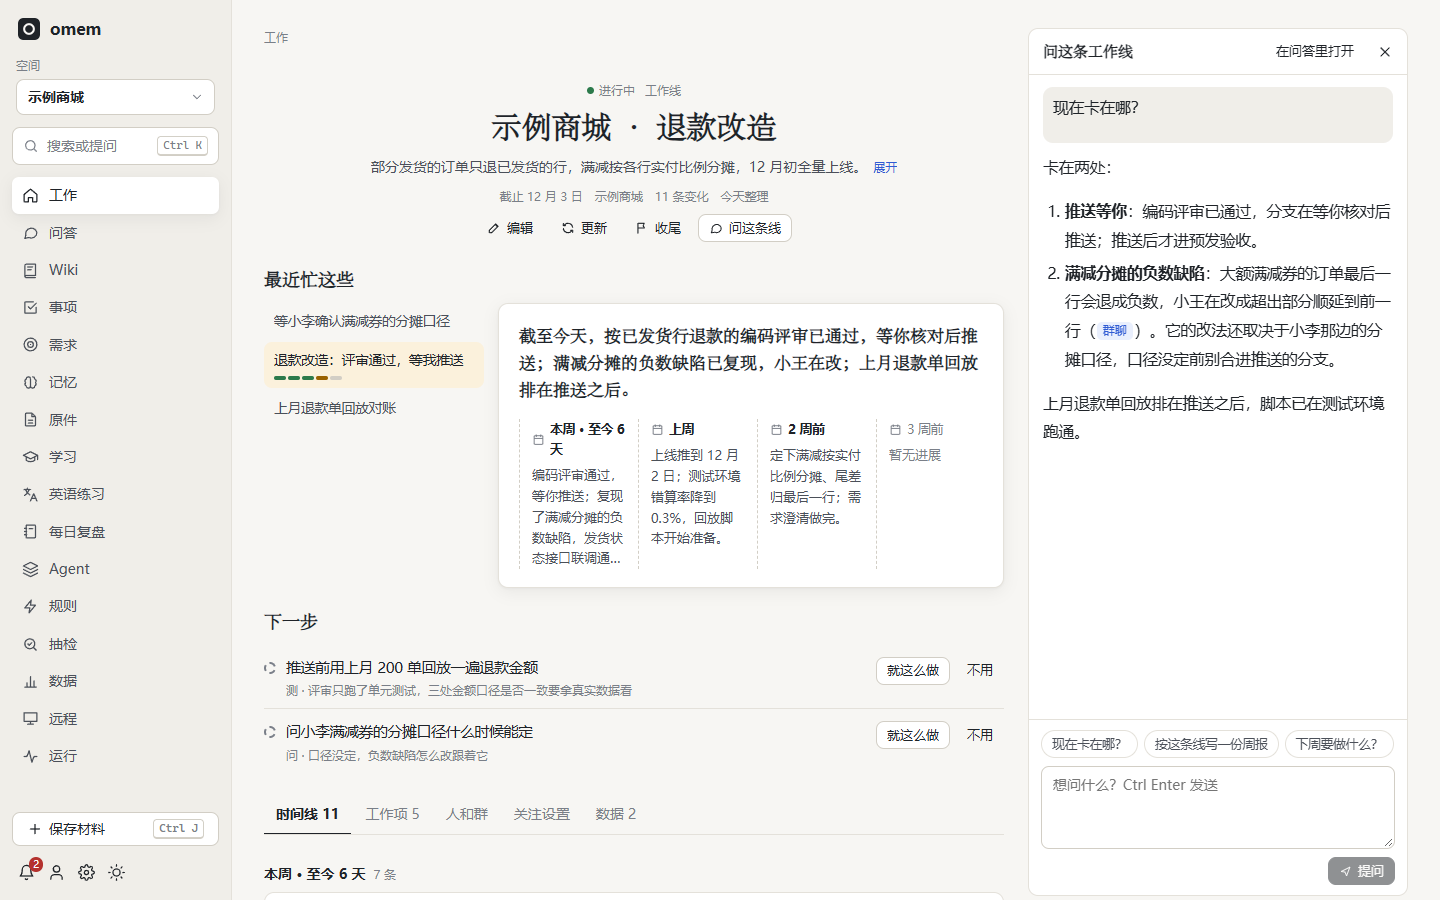 omem
空间
示例商城
搜索或提问 Ctrl K
工作
问答
Wiki
事项
需求
记忆
原件
学习
英语练习
每日复盘
Agent
规则
抽检
数据
远程
运行
保存材料 Ctrl J
2
工作
进行中 工作线
示例商城 · 退款改造
部分发货的订单只退已发货的行，满减按各行实付比例分摊，12 月初全量上线。 展开
截止 12 月 3 日 示例商城 11 条变化 今天整理
编辑 更新 收尾 问这条线
最近忙这些
等小李确认满减券的分摊口径
退款改造：评审通过，等我推送
上月退款单回放对账
截至今天，按已发货行退款的编码评审已通过，等你核对后推
送；满减分摊的负数缺陷已复现，小王在改；上月退款单回放
排在推送之后。
本周 • 至今 6
天
编码评审通过，
等你推送；复现
了满减分摊的负
数缺陷，发货状
态接口联调通...
上周
上线推到 12 月
2 日；测试环境
错算率降到
0.3%，回放脚
本开始准备。
2 周前
定下满减按实付
比例分摊、尾差
归最后一行；需
求澄清做完。
3 周前
暂无进展
下一步
推送前用上月 200 单回放一遍退款金额
测 · 评审只跑了单元测试，三处金额口径是否一致要拿真实数据看
就这么做 不用
问小李满减券的分摊口径什么时候能定
问 · 口径没定，负数缺陷怎么改跟着它
就这么做 不用
时间线 11 工作项 5 人和群 关注设置 数据 2
本周 • 至今 6 天 7 条
问这条工作线 在问答里打开
现在卡在哪？
卡在两处：
1. 推送等你：编码评审已通过，分支在等你核对后
推送；推送后才进预发验收。
2. 满减分摊的负数缺陷：大额满减券的订单最后一
行会退成负数，小王在改成超出部分顺延到前一
行（ 群聊 ）。它的改法还取决于小李那边的分
摊口径，口径没定前别合进推送的分支。
上月退款单回放排在推送之后，脚本已在测试环境
跑通。
现在卡在哪？ 按这条线写一份周报 下周要做什么？
想问什么？Ctrl Enter 发送
提问